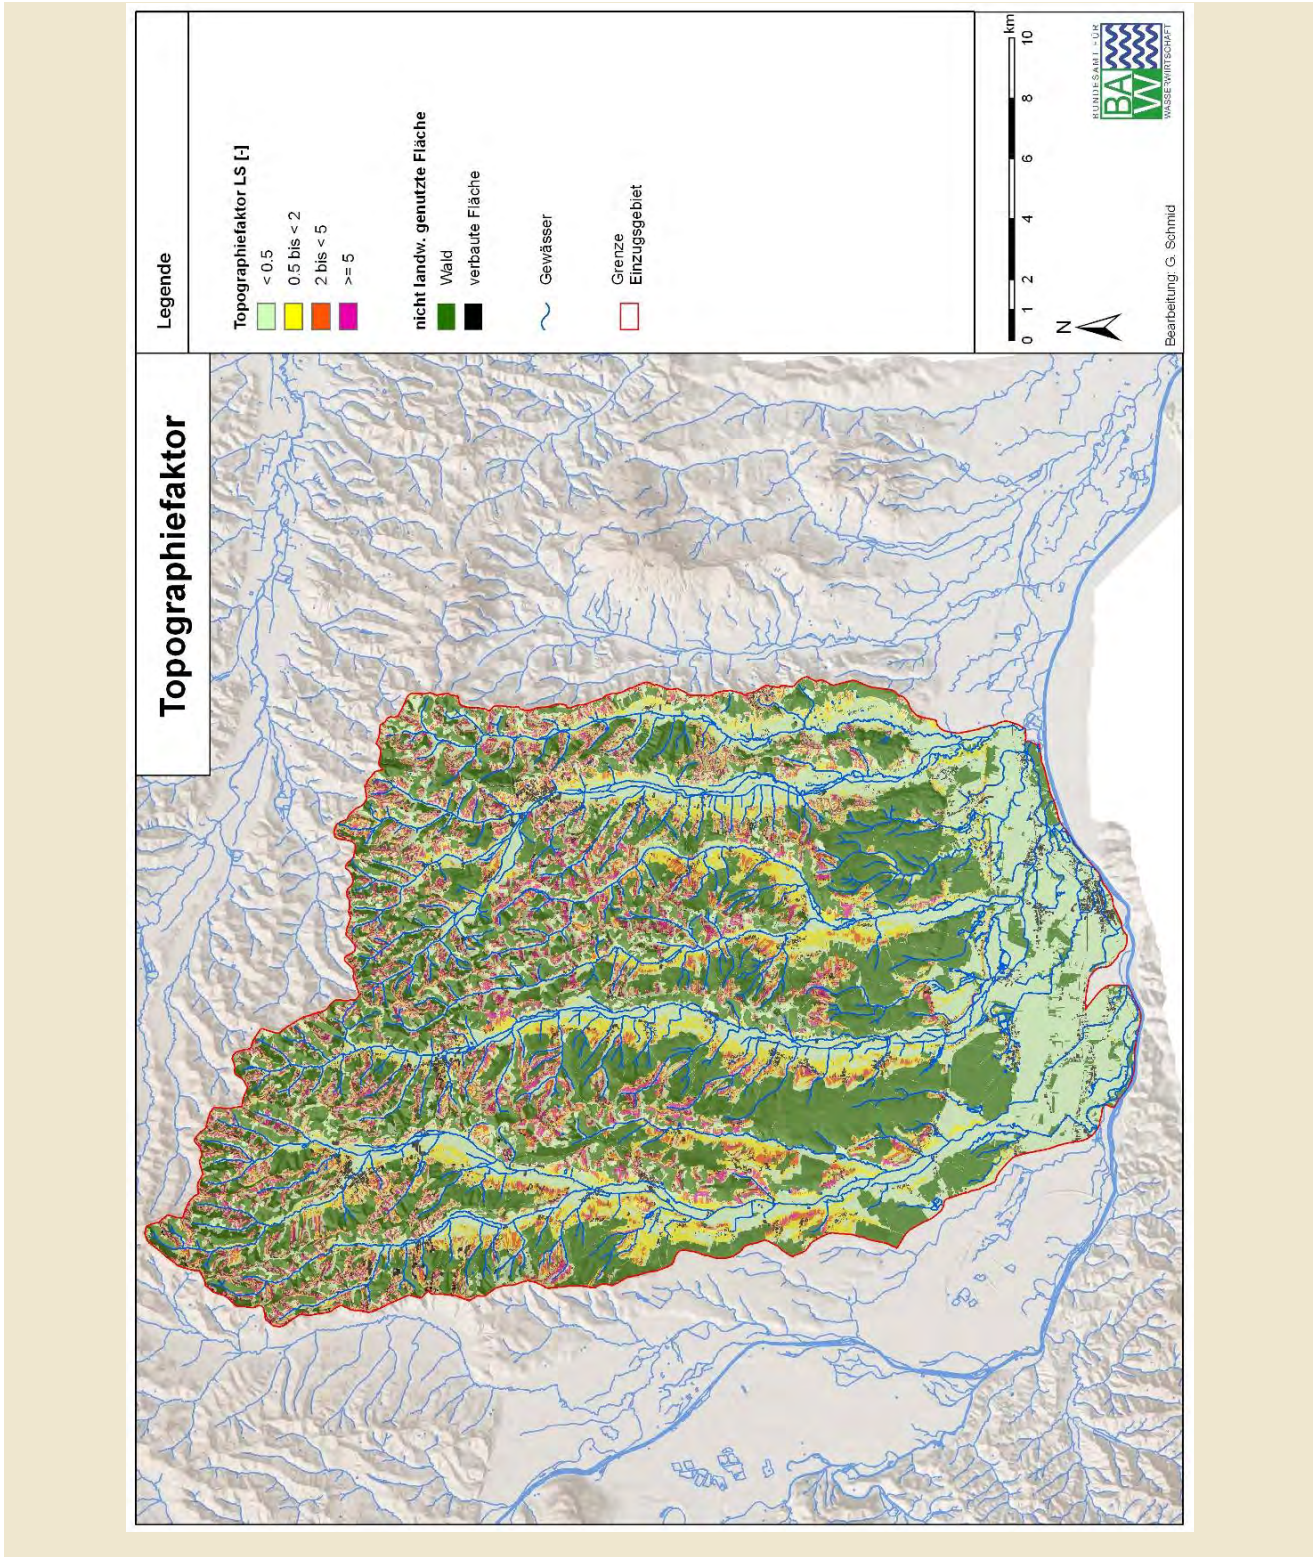 Topographiefaktor
Legende
Topographiefaktor LS [-]
< 0.5
0.5 bis < 2
2 bis < 5
>= 5
nicht landw. genutzte Fläche
Wald
verbaute Fläche
Gewässer
Grenze
Einzugsgebiet
km
0 1 2 4 6 8 10
N
Bearbeitung: G. Schmid
BUNDESAMT FÜR
BAW
WASSERWIRTSCHAFT